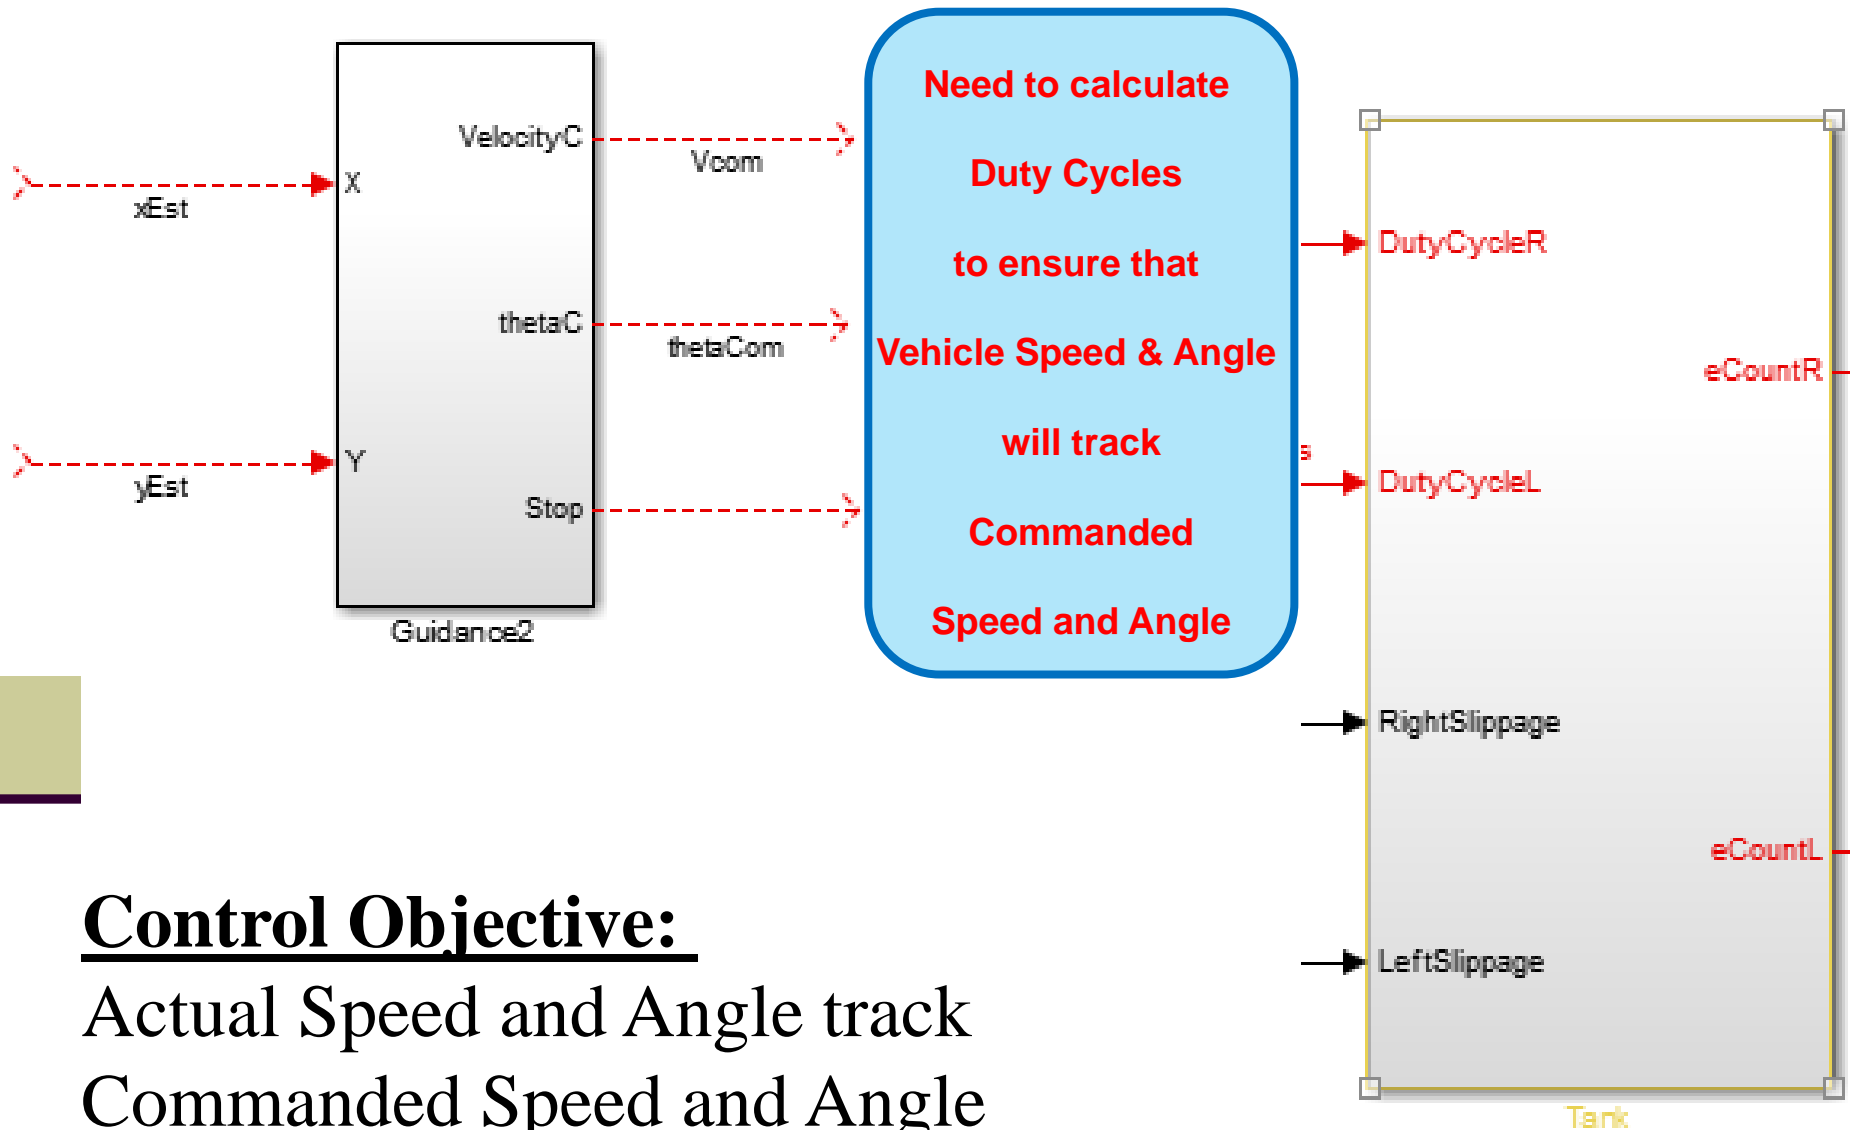 VelocityC
Vcom
X
xEst
thetaC
thetaCom
Y
yEst
Stop
Guidance2
Need to calculate
Duty Cycles
to ensure that
Vehicle Speed & Angle
will track
Commanded
Speed and Angle
s
DutyCycleR
DutyCycleL
RightSlippage
LeftSlippage
eCountR
eCountL
Tank
Control Objective:
Actual Speed and Angle track
Commanded Speed and Angle